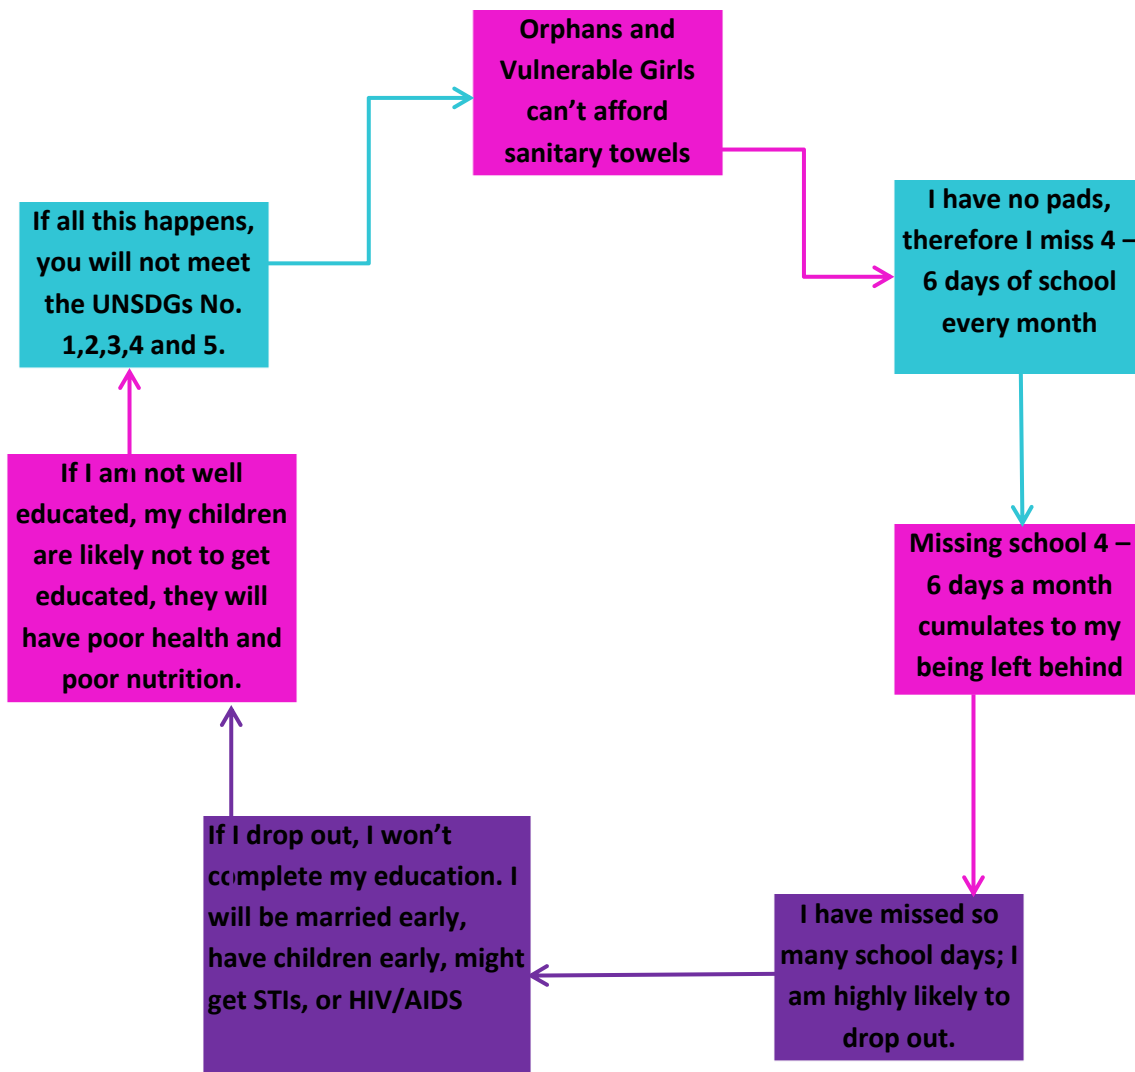 Orphans and
Vulnerable Girls
can’t afford
sanitary towels
I have no pads,
therefore I miss 4 –
6 days of school
every month
Missing school 4 –
6 days a month
cumulates to my
being left behind
I have missed so
many school days; I
am highly likely to
drop out.
If I drop out, I won’t
complete my education. I
will be married early,
have children early, might
get STIs, or HIV/AIDS
If I am not well
educated, my children
are likely not to get
educated, they will
have poor health and
poor nutrition.
If all this happens,
you will not meet
the UNSDGs No.
1,2,3,4 and 5.